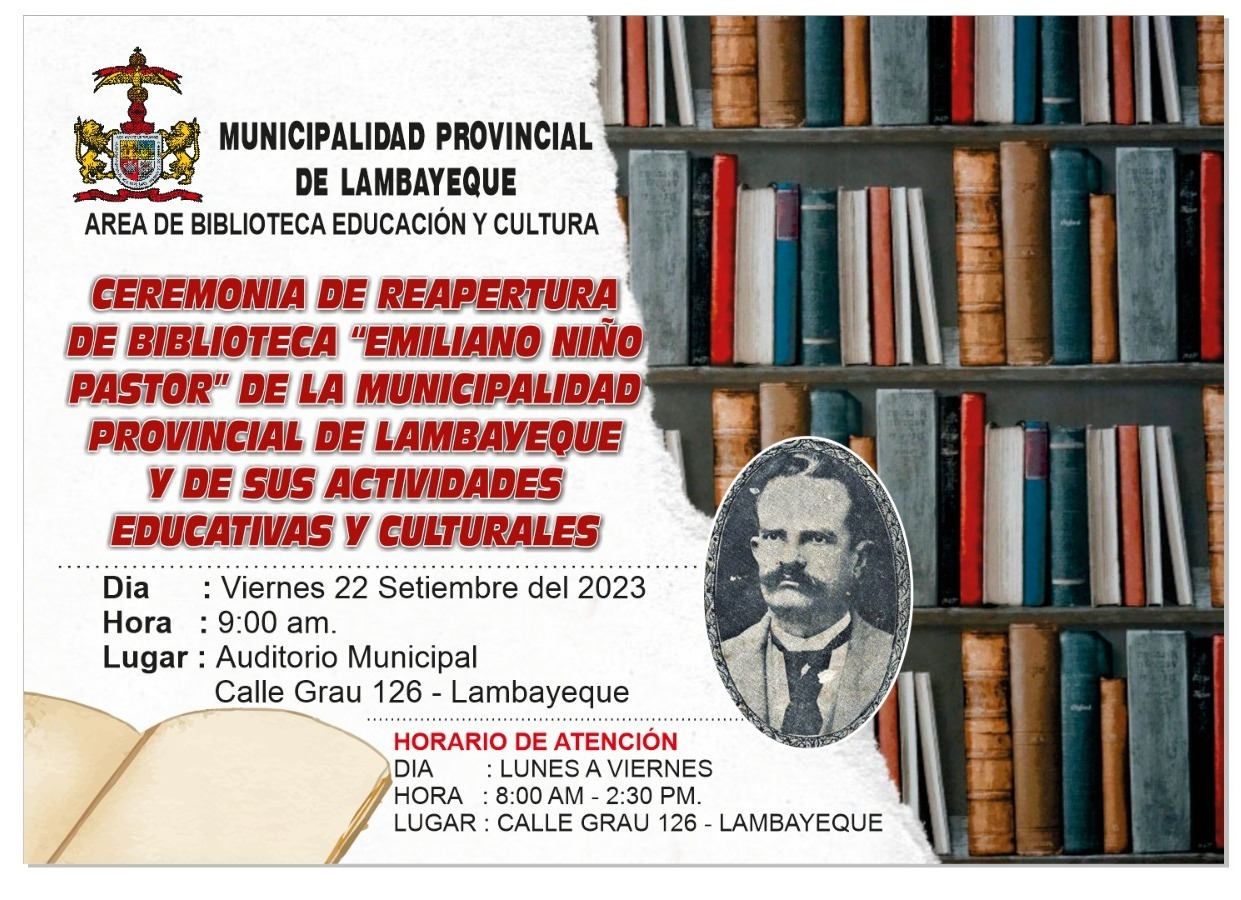 MUNICIPALIDAD PROVINCIAL
DE LAMBAYEQUE
AREA DE BIBLIOTECA EDUCACIÓN Y CULTURA
CEREMONIA DE REAPERTURA
DE BIBLIOTECA "EMILIANO NIÑO
PASTOR" DE LA MUNICIPALIDAD
PROVINCIAL DE LAMBAYEQUE
Y DE SUS ACTIVIDADES
EDUCATIVAS Y CULTURALES
Dia : Viernes 22 Setiembre del 2023
Hora : 9:00 am.
Lugar : Auditorio Municipal
Calle Grau 126 - Lambayeque
HORARIO DE ATENCIÓN
DIA : LUNES A VIERNES
HORA : 8:00 AM - 2:30 PM.
LUGAR : CALLE GRAU 126 - LAMBAYEQUE
Oxford